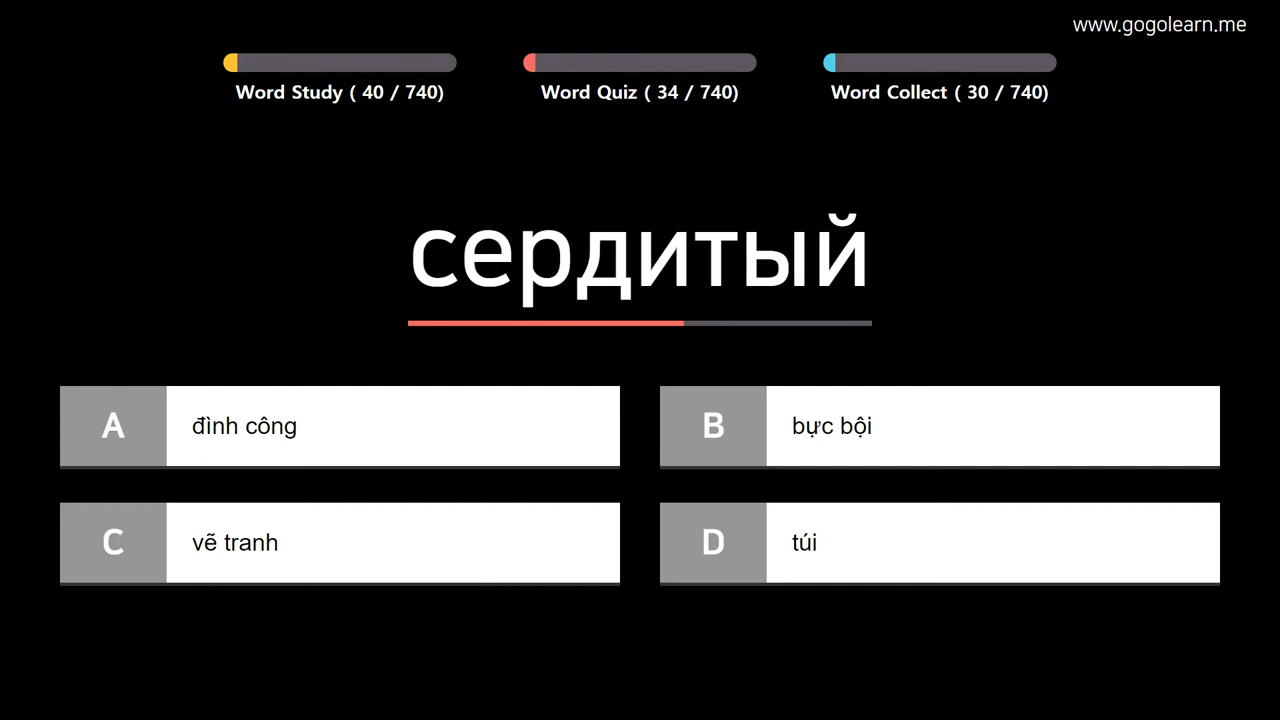 www.gogolearn.me
Word Study ( 40 / 740)
Word Quiz ( 34 / 740)
Word Collect ( 30 / 740)
сердитый
A đình công
B bực bội
C vẽ tranh
D túi